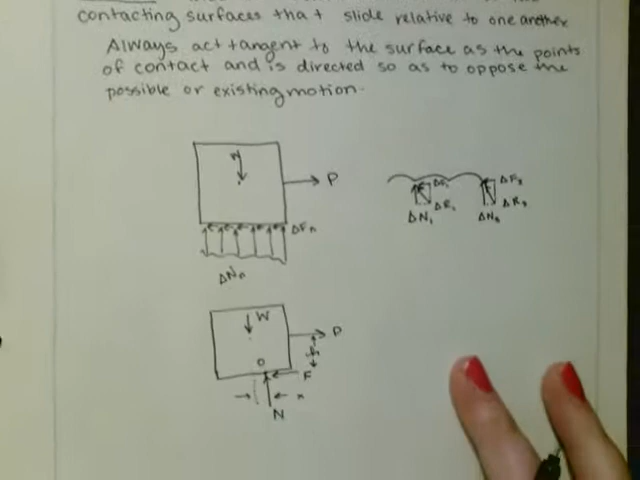 contacting surfaces that slide relative to one another
Always act tangent to the surface as the points
of contact and is directed so as to oppose the
possible or existing motion.
W
P
ΔFn
ΔNn
ΔF₂
ΔR₁
ΔR₂
ΔN₁
ΔN₂
W
P
h
O
F
x
N